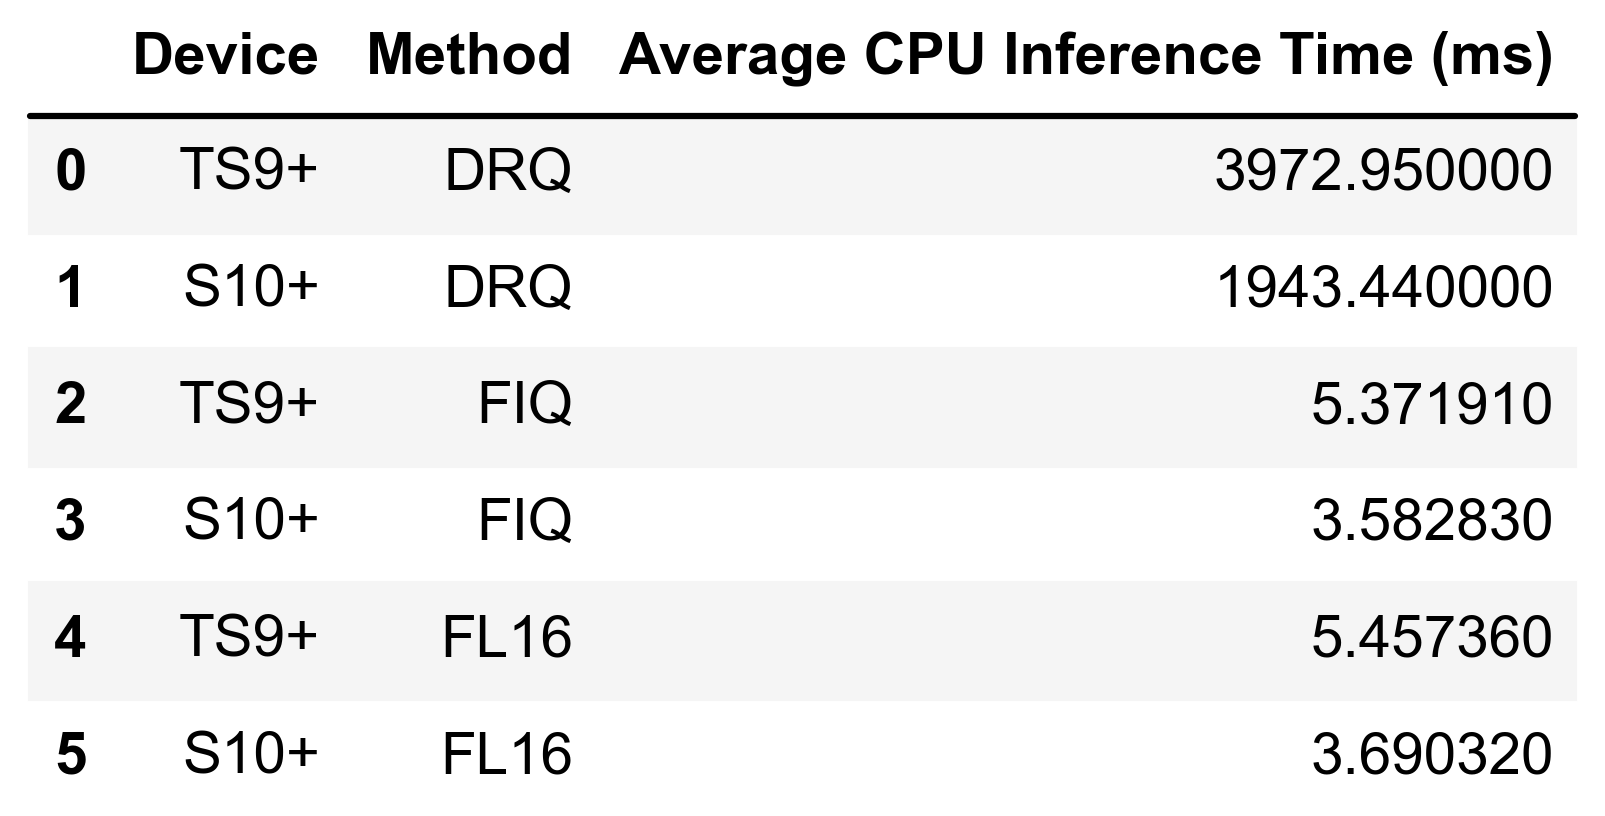 Device Method Average CPU Inference Time (ms)
0 TS9+ DRQ 3972.950000
1 S10+ DRQ 1943.440000
2 TS9+ FIQ 5.371910
3 S10+ FIQ 3.582830
4 TS9+ FL16 5.457360
5 S10+ FL16 3.690320